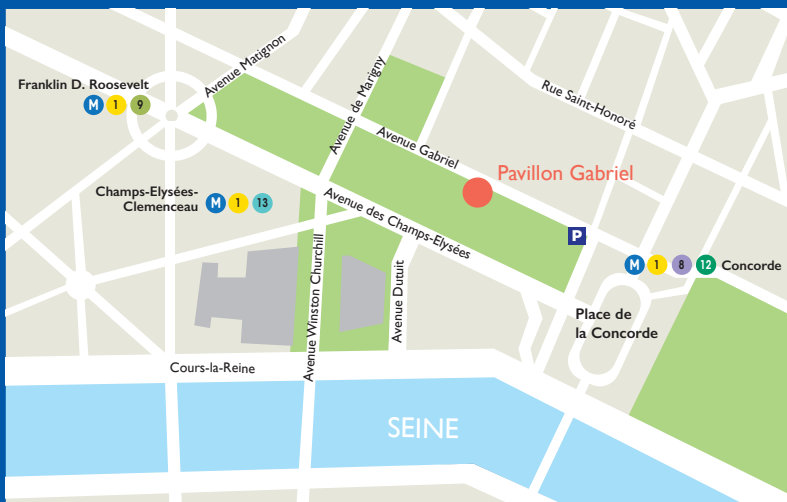 Avenue Matignon
Franklin D. Roosevelt
M 1 9
Avenue de Marigny
Rue Saint-Honoré
Avenue Gabriel
Pavillon Gabriel
Champs-Elysées-
Clemenceau M 1 13
Avenue des Champs-Elysées
P
M 1 8 12 Concorde
Avenue Winston Churchill
Avenue Dutuit
Place de
la Concorde
Cours-la-Reine
SEINE